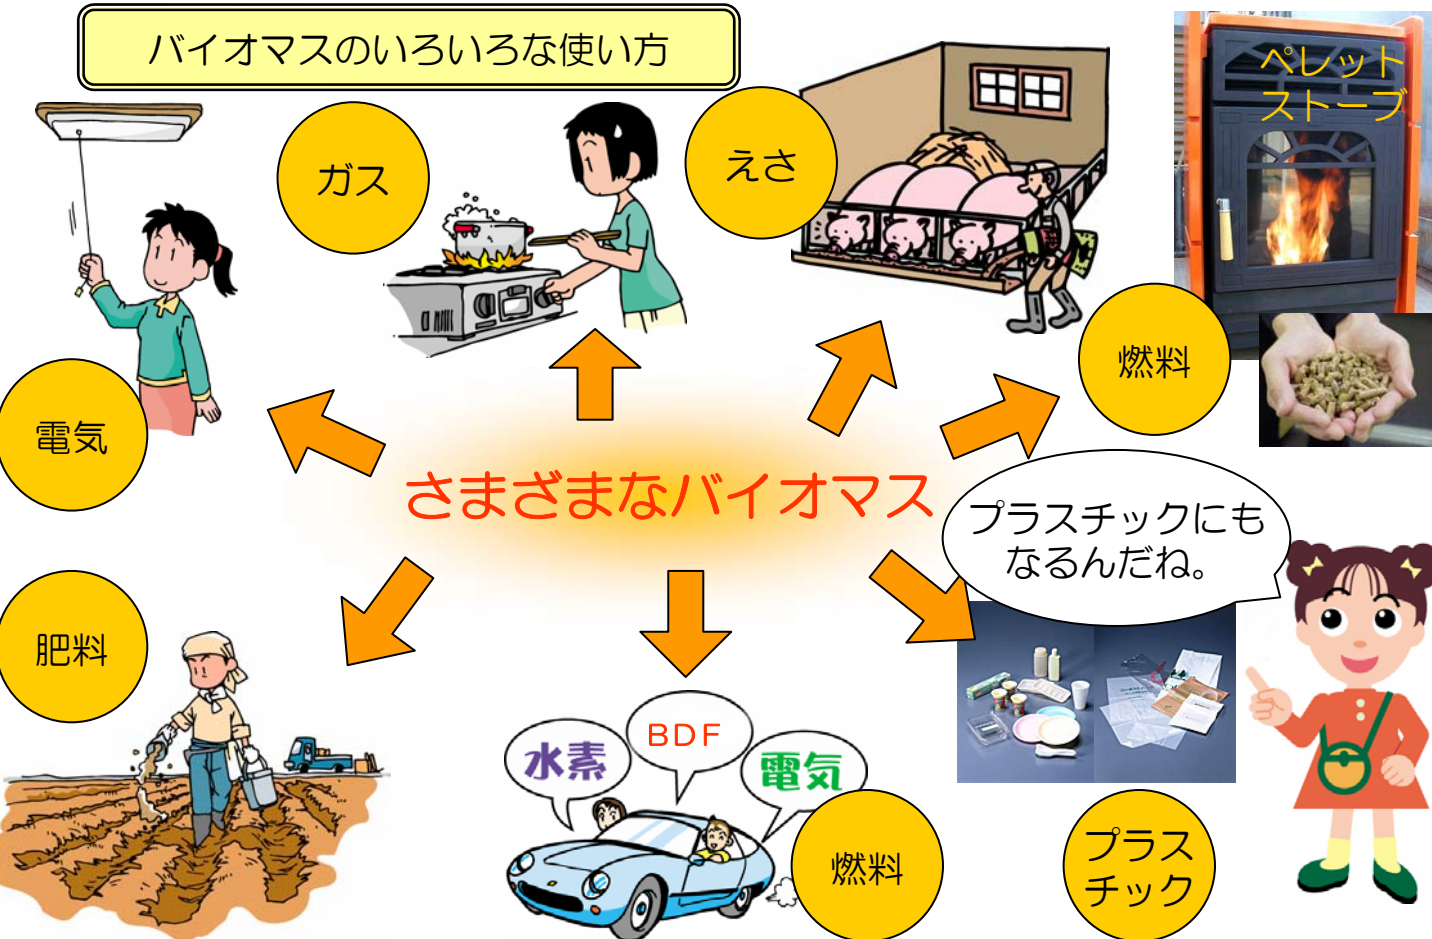 バイオマスのいろいろな使い方
ペレット
ストーブ
ガス
えさ
燃料
電気
さまざまなバイオマス
プラスチックにも
なるんだね。
肥料
水素
BDF
電気
燃料
プラス
チック